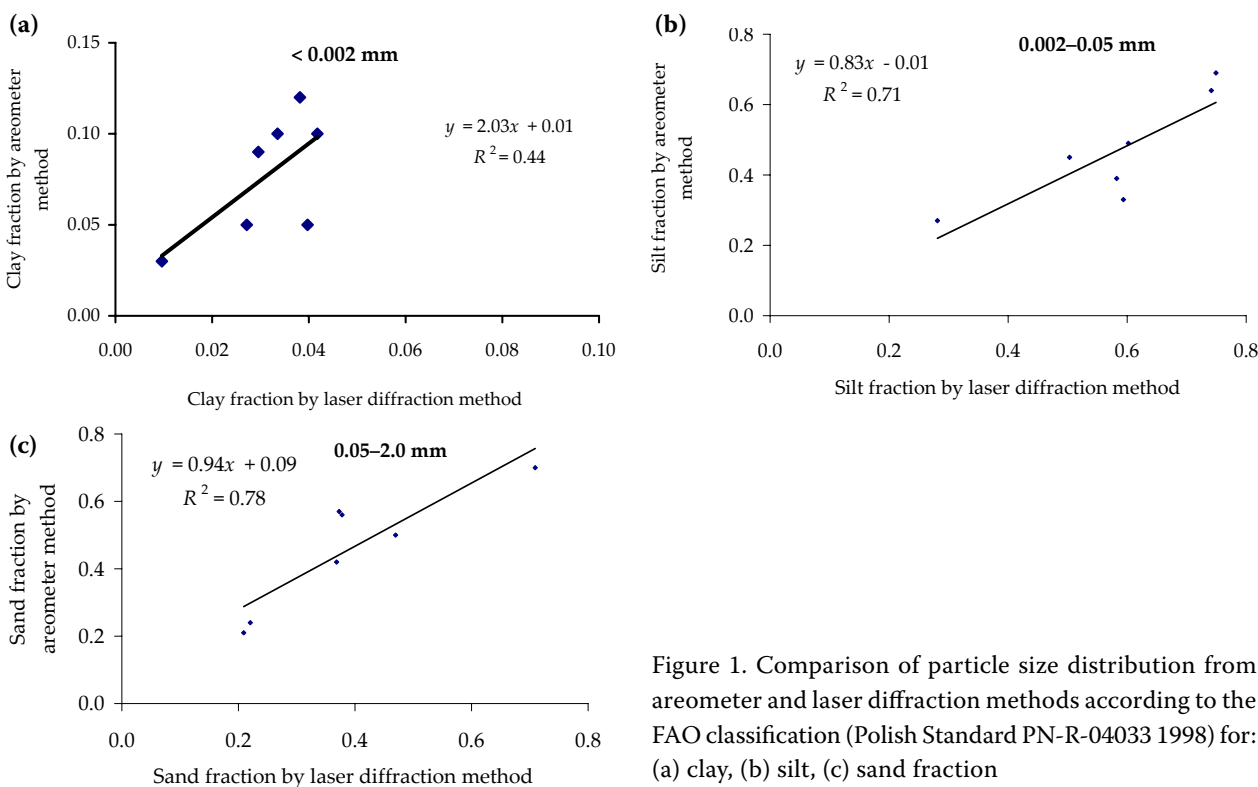 (a)
< 0.002 mm
y = 2.03x + 0.01
R 2 = 0.44
Clay fraction by areometer
method
0.15
0.10
0.05
0.00
0.00 0.02 0.04 0.06 0.08 0.10
Clay fraction by laser diffraction method
(b)
0.002–0.05 mm
y = 0.83x - 0.01
R 2 = 0.71
Silt fraction by areometer
method
0.8
0.6
0.4
0.2
0.0
0.0 0.2 0.4 0.6 0.8
Silt fraction by laser diffraction method
(c)
0.05–2.0 mm
y = 0.94x + 0.09
R 2 = 0.78
Sand fraction by
areometer method
0.8
0.6
0.4
0.2
0.0
0.0 0.2 0.4 0.6 0.8
Sand fraction by laser diffraction method
Figure 1. Comparison of particle size distribution from
areometer and laser diffraction methods according to the
FAO classification (Polish Standard PN-R-04033 1998) for:
(a) clay, (b) silt, (c) sand fraction